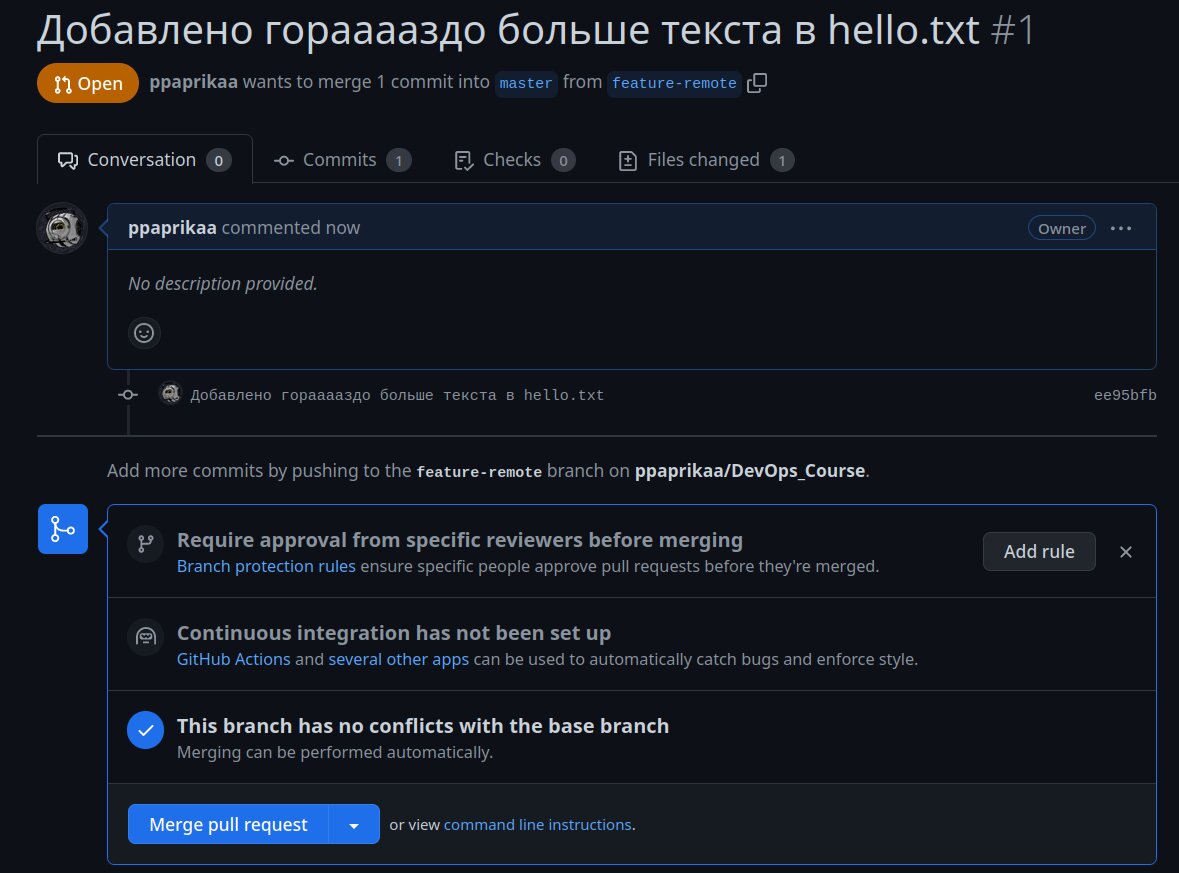 Добавлено горааааздо больше текста в hello.txt #1
Open ppaprikaa wants to merge 1 commit into master from feature-remote
Conversation 0 Commits 1 Checks 0 Files changed 1
ppaprikaa commented now Owner
No description provided.
Добавлено горааааздо больше текста в hello.txt ee95bfb
Add more commits by pushing to the feature-remote branch on ppaprikaa/DevOps_Course.
Require approval from specific reviewers before merging
Branch protection rules ensure specific people approve pull requests before they're merged.
Add rule
Continuous integration has not been set up
GitHub Actions and several other apps can be used to automatically catch bugs and enforce style.
This branch has no conflicts with the base branch
Merging can be performed automatically.
Merge pull request or view command line instructions.